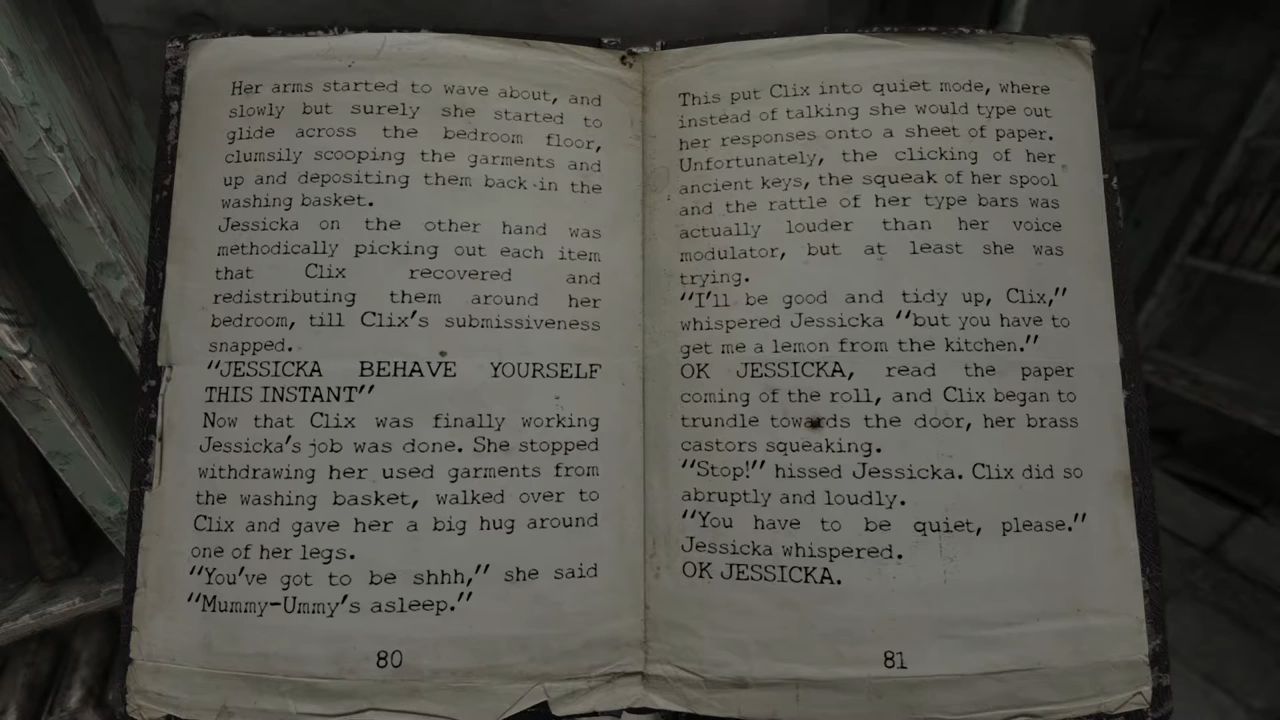 Her arms started to wave about, and
slowly but surely she started to
glide across the bedroom floor,
clumsily scooping the garments and
up and depositing them back in the
washing basket.
Jessicka on the other hand was
methodically picking out each item
that Clix recovered and
redistributing them around her
bedroom, till Clix's submissiveness
snapped.
"JESSICKA BEHAVE YOURSELF
THIS INSTANT"
Now that Clix was finally working
Jessicka's job was done. She stopped
withdrawing her used garments from
the washing basket, walked over to
Clix and gave her a big hug around
one of her legs.
"You've got to be shhh," she said
"Mummy-Ummy's asleep."
80
This put Clix into quiet mode, where
instead of talking she would type out
her responses onto a sheet of paper.
Unfortunately, the clicking of her
ancient keys, the squeak of her spool
and the rattle of her type bars was
actually louder than her voice
modulator, but at least she was
trying.
"I'll be good and tidy up, Clix,"
whispered Jessicka "but you have to
get me a lemon from the kitchen."
OK JESSICKA, read the paper
coming of the roll, and Clix began to
trundle towards the door, her brass
castors squeaking.
"Stop!" hissed Jessicka. Clix did so
abruptly and loudly.
"You have to be quiet, please."
Jessicka whispered.
OK JESSICKA.
81